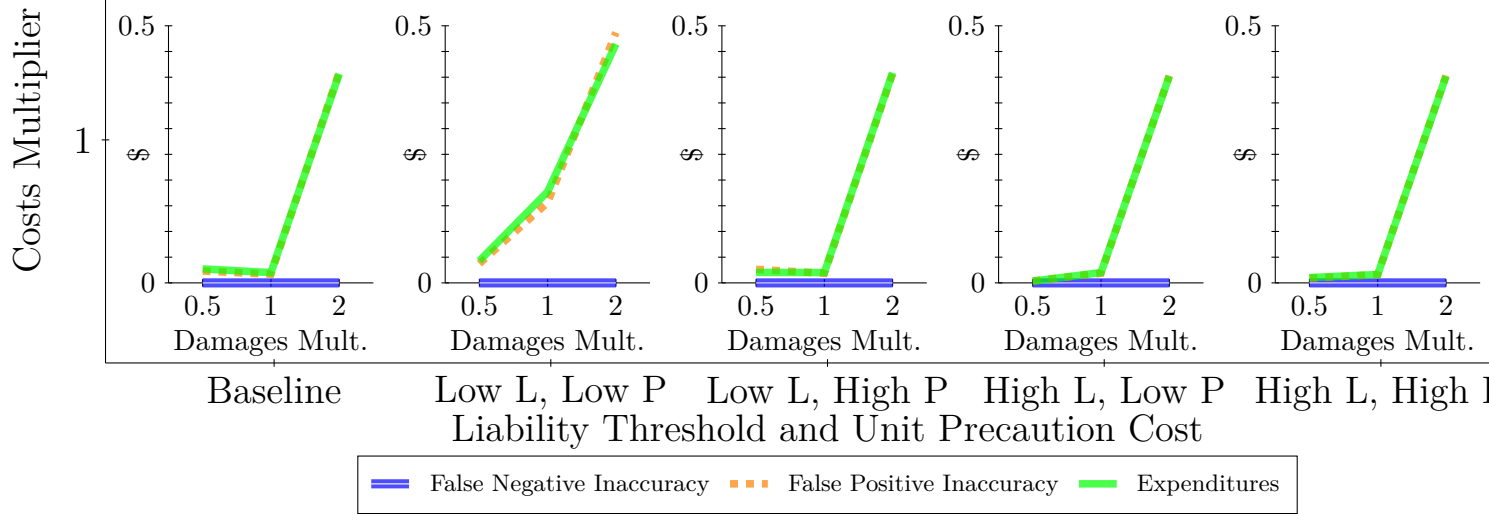 Costs Multiplier
1
0.5 0.5 0.5 0.5 0.5
$ $ $ $ $
0 0 0 0 0
0.5 1 2 0.5 1 2 0.5 1 2 0.5 1 2 0.5 1 2
Damages Mult. Damages Mult. Damages Mult. Damages Mult. Damages Mult.
Baseline Low L, Low P Low L, High P High L, Low P High L, High
Liability Threshold and Unit Precaution Cost
False Negative Inaccuracy False Positive Inaccuracy Expenditures